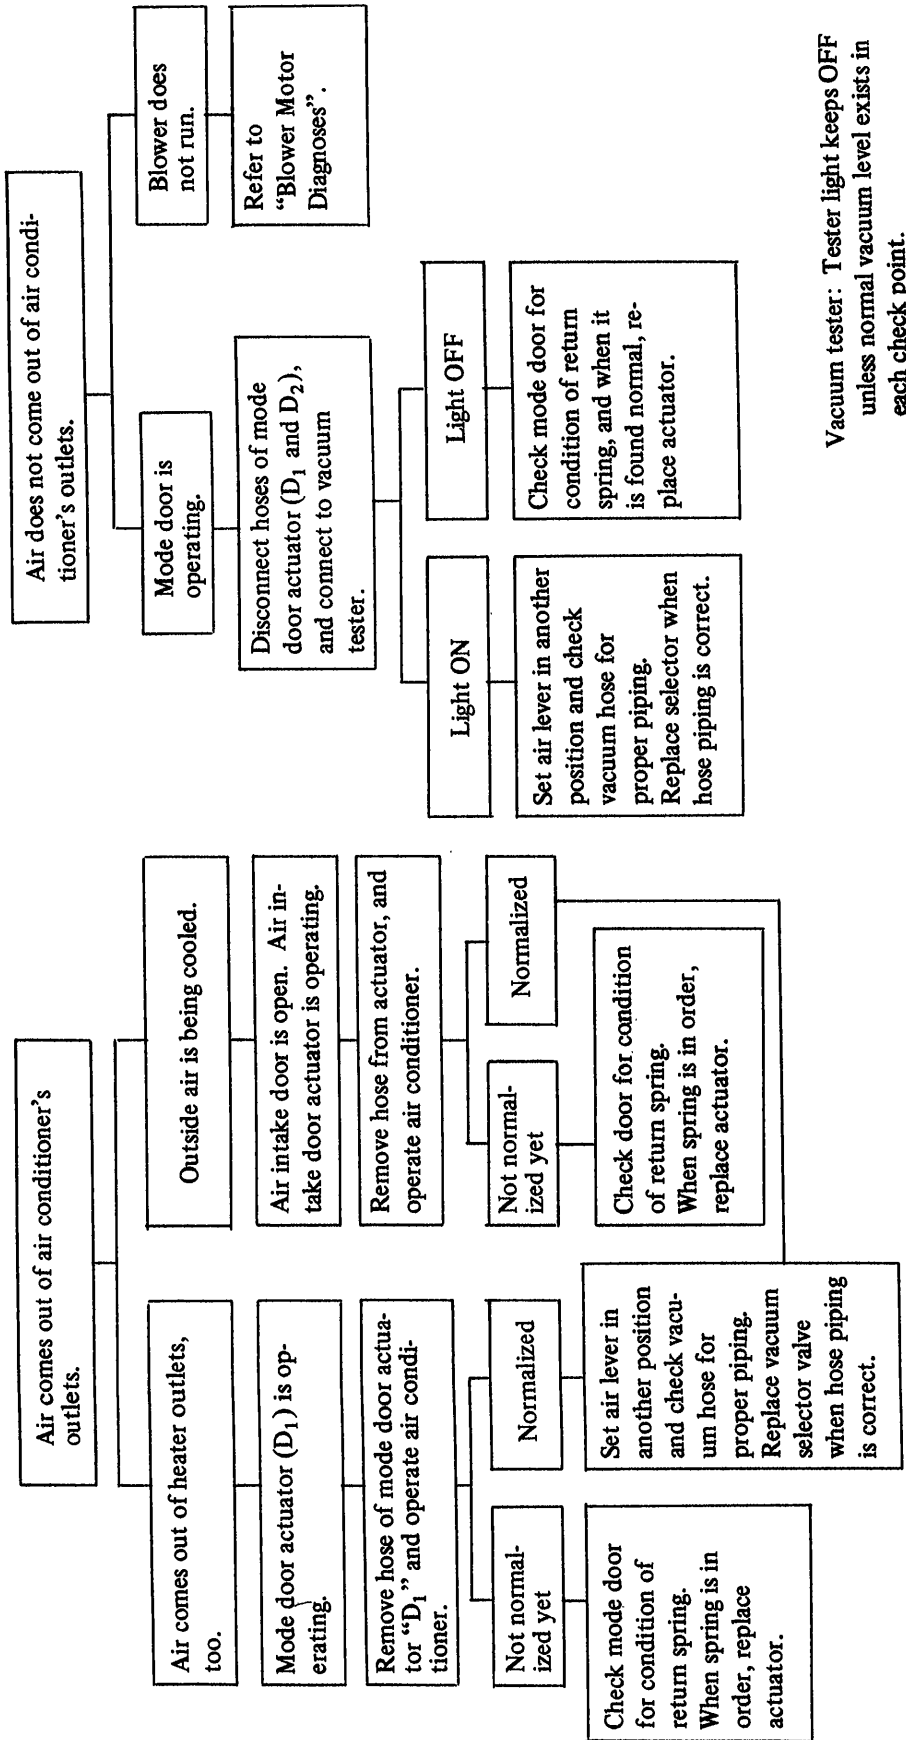 Air comes out of air conditioner's
outlets.
Air comes out of heater outlets,
too.
Mode door actuator (D₁) is op-
erating.
Remove hose of mode door actua-
tor “D₁” and operate air condi-
tioner.
Not normal-
ized yet
Check mode door
for condition of
return spring.
When spring is in
order, replace
actuator.
Normalized
Set air lever in
another position
and check vacu-
um hose for
proper piping.
Replace vacuum
selector valve
when hose piping
is correct.
Outside air is being cooled.
Air intake door is open. Air in-
take door actuator is operating.
Remove hose from actuator, and
operate air conditioner.
Not normal-
ized yet
Check door for condition
of return spring.
When spring is in order,
replace actuator.
Normalized
Air does not come out of air condi-
tioner's outlets.
Mode door is
operating.
Disconnect hoses of mode
door actuator (D₁ and D₂),
and connect to vacuum
tester.
Light ON
Set air lever in another
position and check
vacuum hose for
proper piping.
Replace selector when
hose piping is correct.
Light OFF
Check mode door for
condition of return
spring, and when it
is found normal, re-
place actuator.
Blower does
not run.
Refer to
“Blower Motor
Diagnoses”.
Vacuum tester: Tester light keeps OFF
unless normal vacuum level exists in
each check point.